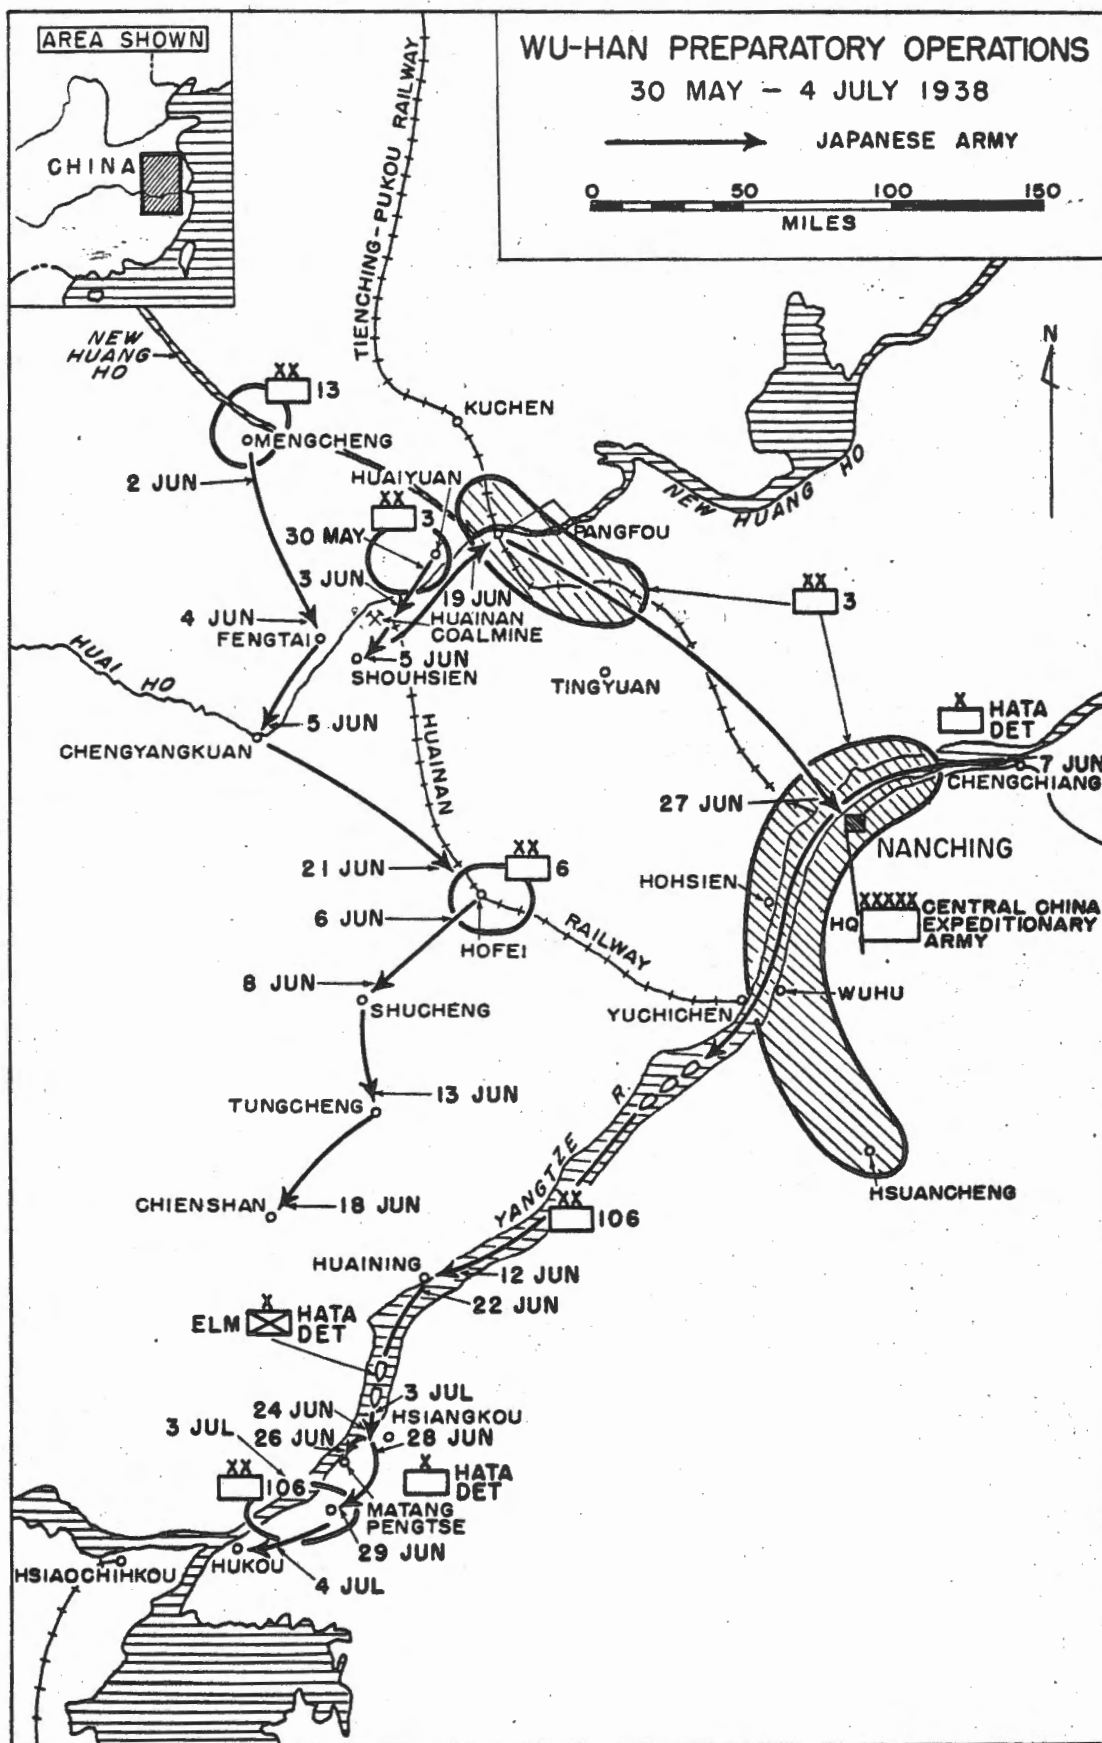 AREA SHOWN
CHINA
WU-HAN PREPARATORY OPERATIONS
30 MAY – 4 JULY 1938
JAPANESE ARMY
0 50 100 150
MILES
TIENCHING-PUKOU RAILWAY
N
NEW
HUANG
HO
XX
13
MENGCHENG
2 JUN
KUCHEN
HUAIYUAN
XX
3
30 MAY
3 JUN
NEW HUANG HO
PANGFOU
19 JUN
HUAINAN
COALMINE
XX
3
4 JUN
FENGTAI
5 JUN
SHOUHSIEN
TINGYUAN
HUAI HO
5 JUN
CHENGYANGKUAN
HUAINAN
RAILWAY
X
HATA
DET
7 JUN
CHENGCHIANG
27 JUN
NANCHING
21 JUN
XX
6
6 JUN
HOFEI
HOHSIEN
XXXXX
HQ
CENTRAL CHINA
EXPEDITIONARY
ARMY
8 JUN
SHUCHENG
YUCHICHEN
WUHU
13 JUN
TUNGCHENG
YANGTZE R.
HSUANCHENG
CHIENSHAN
18 JUN
XX
106
HUAINING
12 JUN
22 JUN
ELM
X
HATA
DET
3 JUL
HSIANGKOU
24 JUN
3 JUL
26 JUN
28 JUN
XX
106
X
HATA
DET
MATANG
PENGTSE
29 JUN
HSIAOCHIHKOU
HUKOU
4 JUL